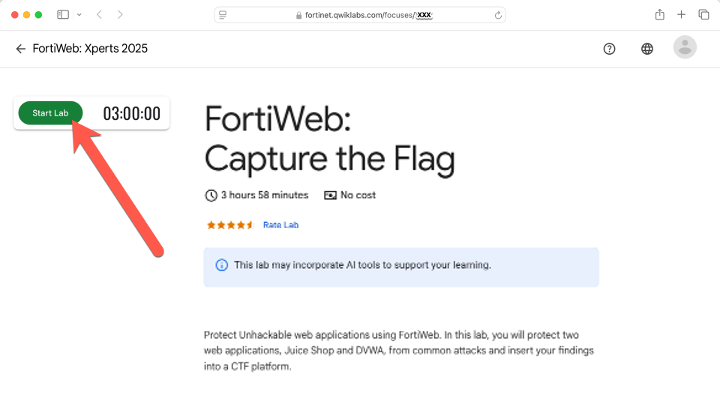 fortinet.qwiklabs.com/focuses/XXX
FortiWeb: Xperts 2025
Start Lab
03:00:00
FortiWeb:
Capture the Flag
3 hours 58 minutes
No cost
Rate Lab
This lab may incorporate AI tools to support your learning.
Protect Unhackable web applications using FortiWeb. In this lab, you will protect two
web applications, Juice Shop and DVWA, from common attacks and insert your findings
into a CTF platform.